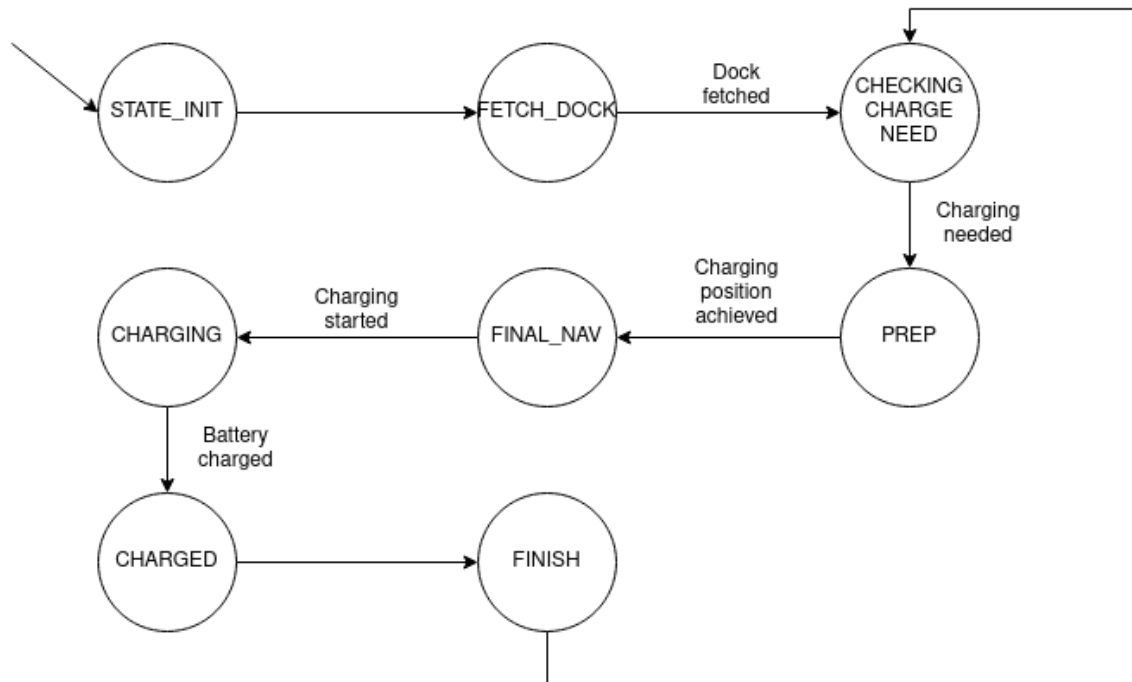 STATE_INIT
FETCH_DOCK
Dock
fetched
CHECKING
CHARGE
NEED
Charging
needed
CHARGING
Charging
started
FINAL_NAV
Charging
position
achieved
PREP
Battery
charged
CHARGED
FINISH